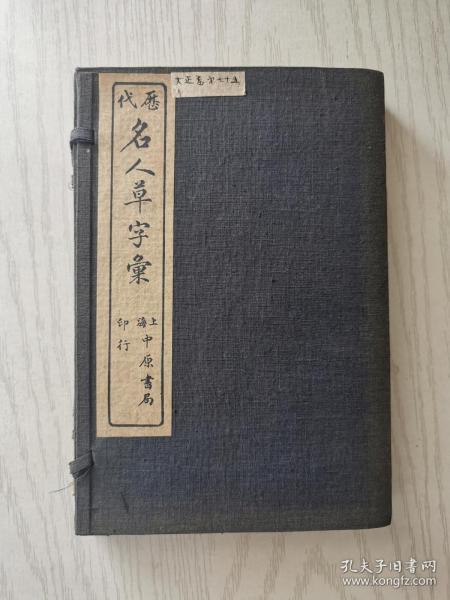 歷代
名人草字彙
上海中原書局
印行
孔夫子旧书网
www.kongfz.com